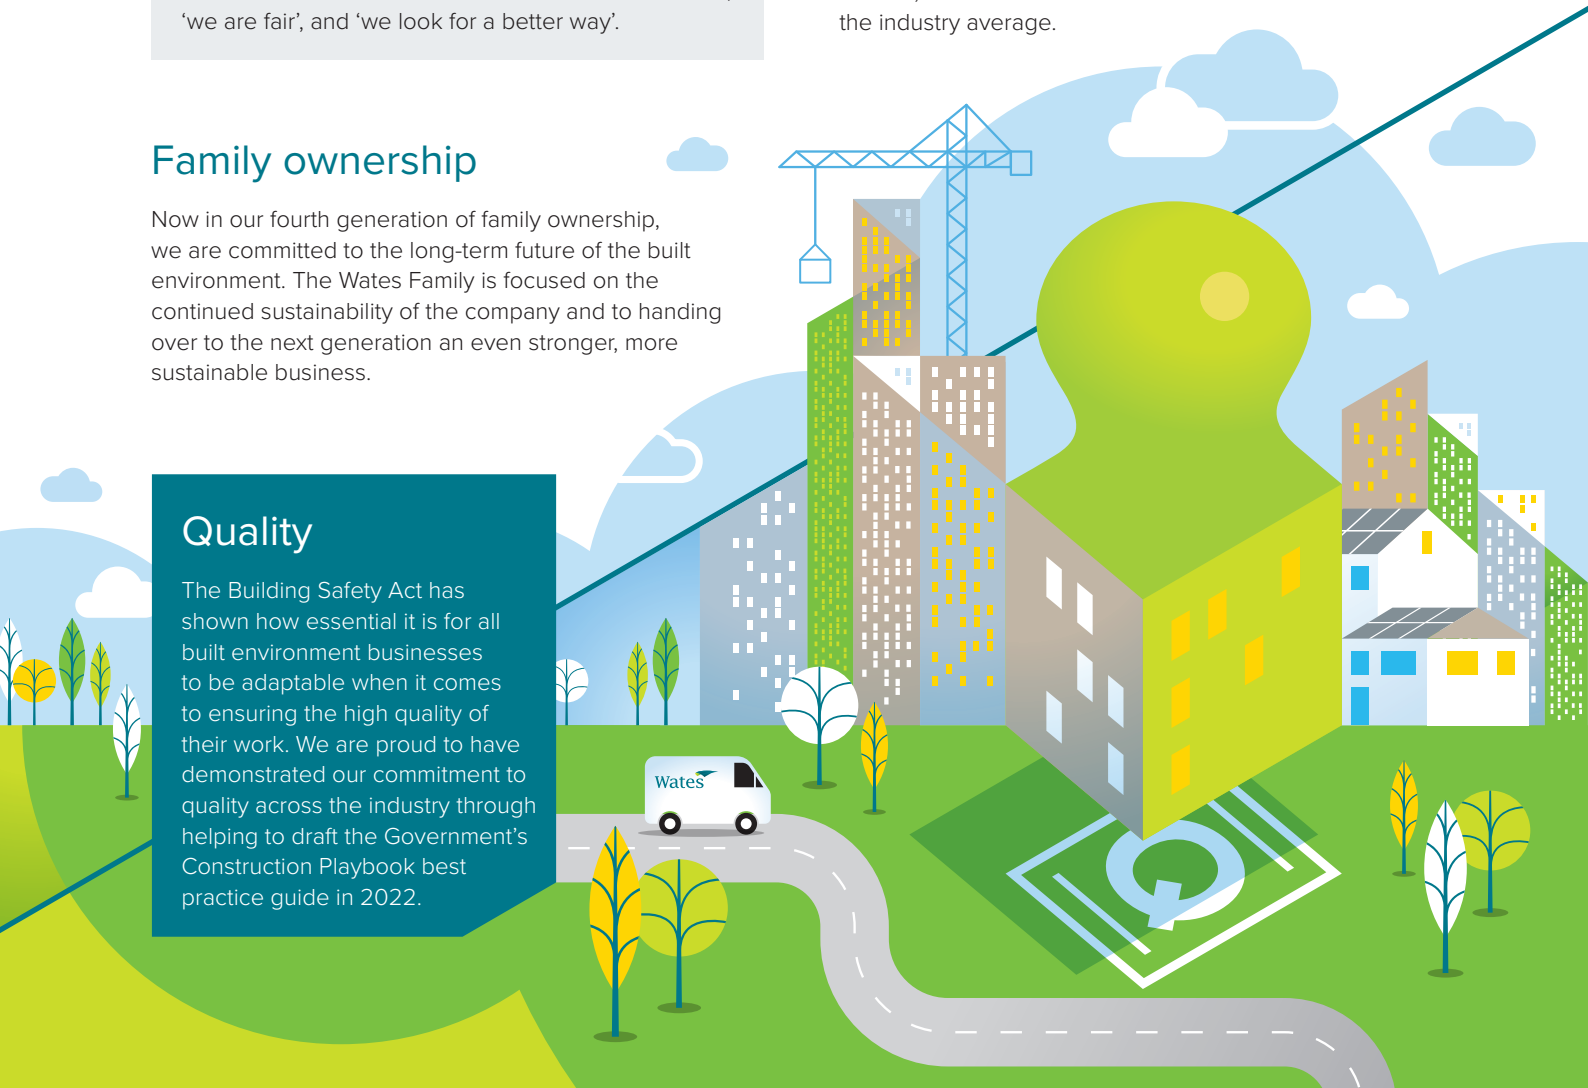 ‘we are fair’, and ‘we look for a better way’.
the industry average.
Family ownership
Now in our fourth generation of family ownership,
we are committed to the long-term future of the built
environment. The Wates Family is focused on the
continued sustainability of the company and to handing
over to the next generation an even stronger, more
sustainable business.
Quality
The Building Safety Act has
shown how essential it is for all
built environment businesses
to be adaptable when it comes
to ensuring the high quality of
their work. We are proud to have
demonstrated our commitment to
quality across the industry through
helping to draft the Government’s
Construction Playbook best
practice guide in 2022.
Wates
Q